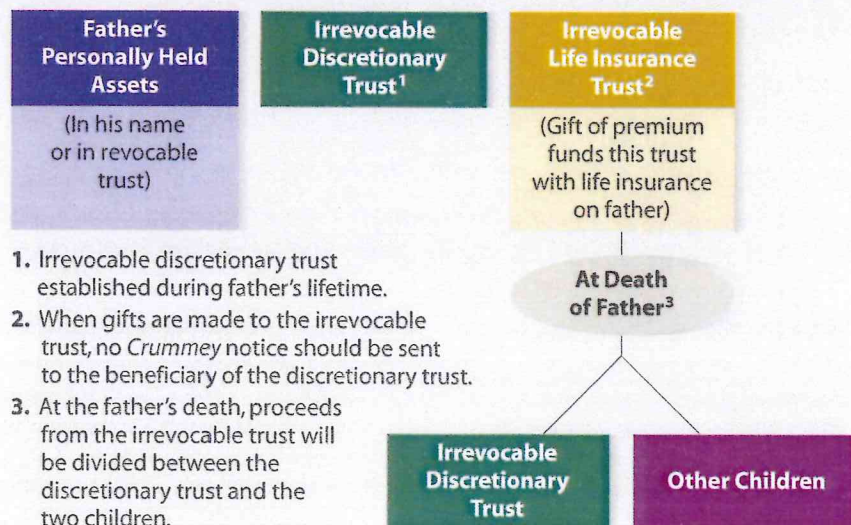 Father's
Personally Held
Assets
(In his name
or in revocable
trust)
Irrevocable
Discretionary
Trust¹
Irrevocable
Life Insurance
Trust²
(Gift of premium
funds this trust
with life insurance
on father)
1. Irrevocable discretionary trust
established during father's lifetime.
2. When gifts are made to the irrevocable
trust, no Crummey notice should be sent
to the beneficiary of the discretionary trust.
3. At the father's death, proceeds
from the irrevocable trust will
be divided between the
discretionary trust and the
two children.
At Death
of Father³
Irrevocable
Discretionary
Trust
Other Children